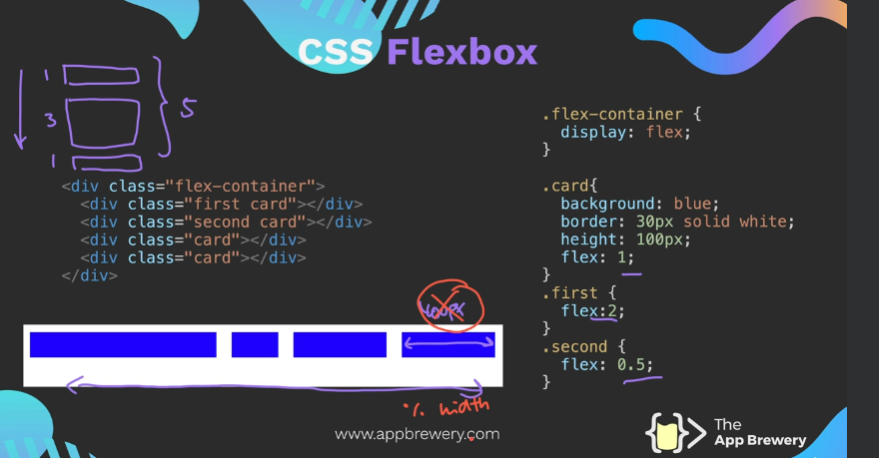 CSS Flexbox
1
3
1
5
<div class="flex-container">
<div class="first card"></div>
<div class="second card"></div>
<div class="card"></div>
<div class="card"></div>
</div>
.flex-container {
display: flex;
}
.card{
background: blue;
border: 30px solid white;
height: 100px;
flex: 1;
}
.first {
flex:2;
}
.second {
flex: 0.5;
}
% width
www.appbrewery.com
The
App Brewery